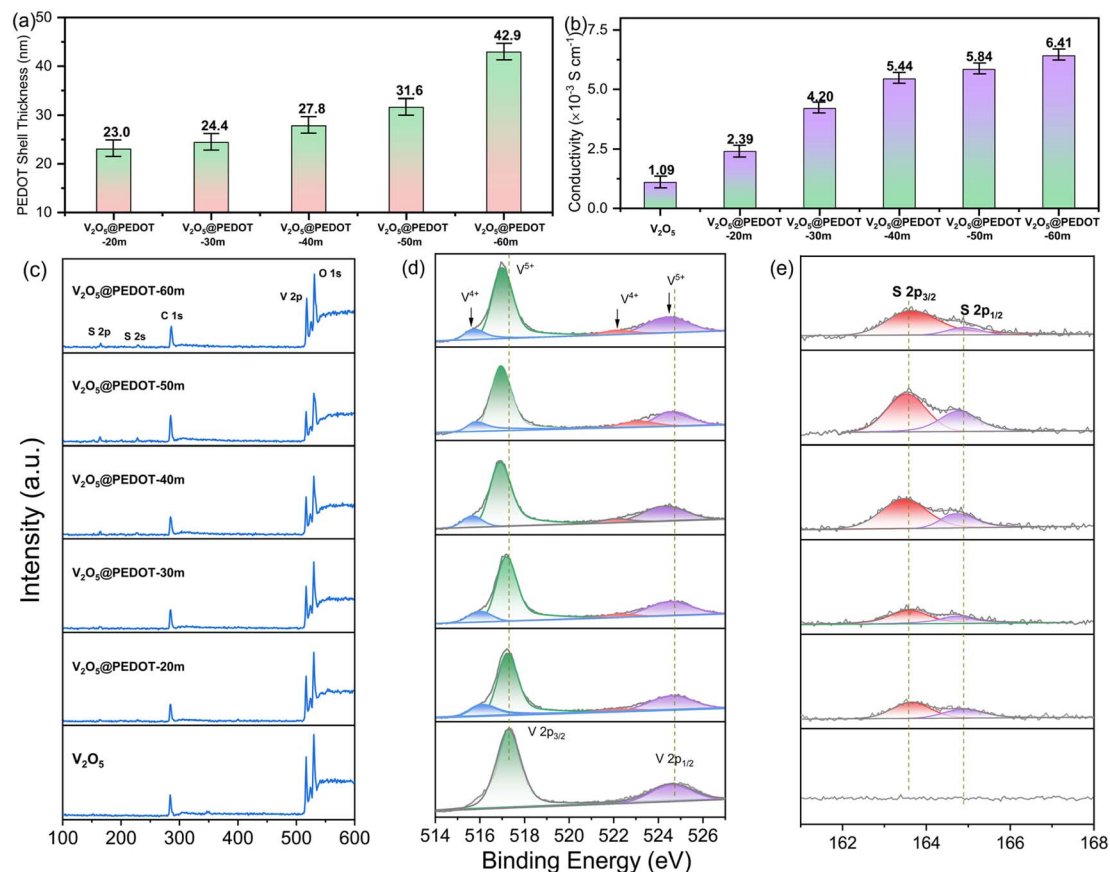 (a)
PEDOT Shell Thickness (nm)
50
40
30
20
10
23.0
24.4
27.8
31.6
42.9
V₂O₅@PEDOT
-20m
V₂O₅@PEDOT
-30m
V₂O₅@PEDOT
-40m
V₂O₅@PEDOT
-50m
V₂O₅@PEDOT
-60m
(b)
Conductivity (×10⁻³ S cm⁻¹)
7.5
5.0
2.5
0.0
1.09
2.39
4.20
5.44
5.84
6.41
V₂O₅
V₂O₅@PEDOT
-20m
V₂O₅@PEDOT
-30m
V₂O₅@PEDOT
-40m
V₂O₅@PEDOT
-50m
V₂O₅@PEDOT
-60m
Intensity (a.u.)
(c)
V₂O₅@PEDOT-60m
S 2p
S 2s
C 1s
V 2p
O 1s
V₂O₅@PEDOT-50m
V₂O₅@PEDOT-40m
V₂O₅@PEDOT-30m
V₂O₅@PEDOT-20m
V₂O₅
100 200 300 400 500 600
(d)
V⁴⁺
V⁵⁺
V⁴⁺
V⁵⁺
V 2p₃/₂
V 2p₁/₂
514 516 518 520 522 524 526
Binding Energy (eV)
(e)
S 2p₃/₂
S 2p₁/₂
162 164 166 168